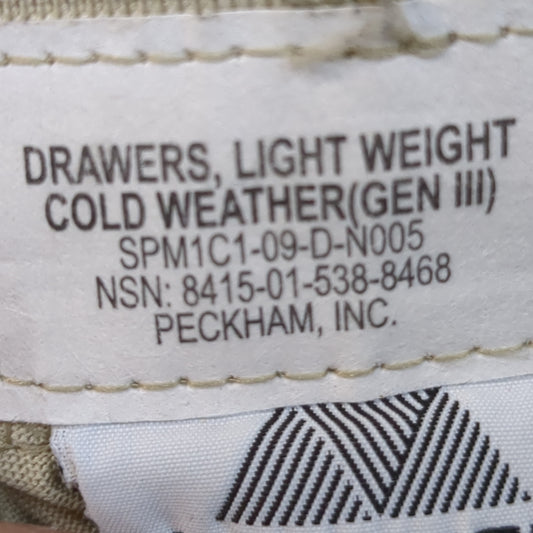 DRAWERS, LIGHT WEIGHT
COLD WEATHER(GEN III)
SPM1C1-09-D-N005
NSN: 8415-01-538-8468
PECKHAM, INC.